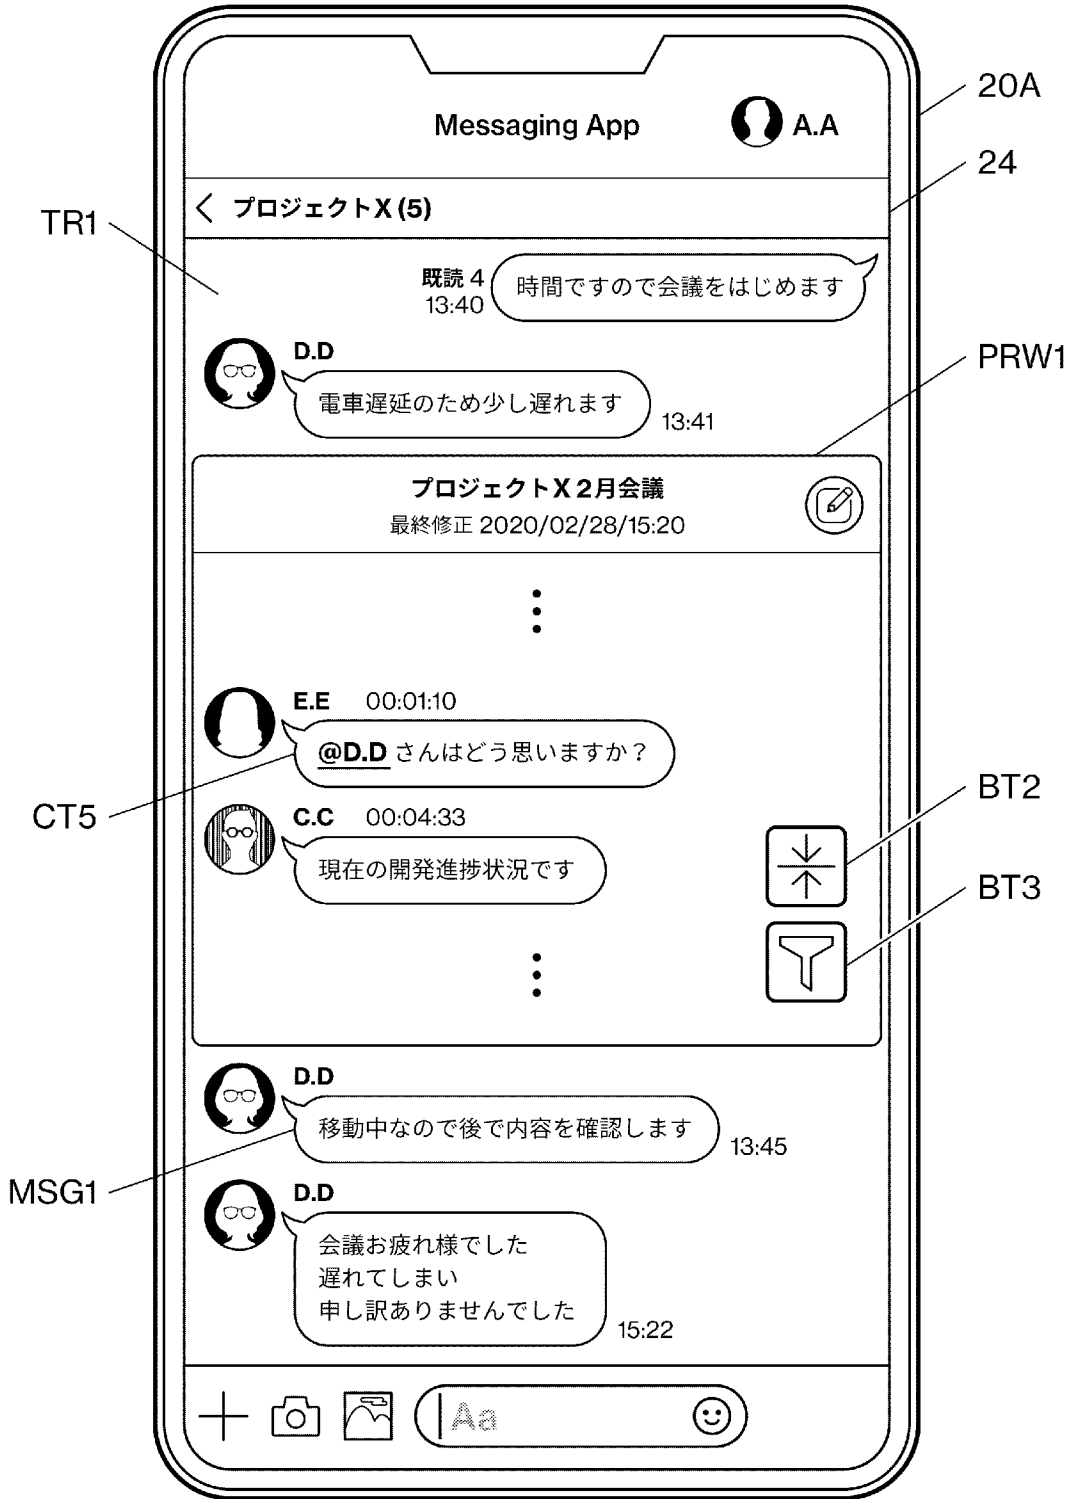 20A
Messaging App
A.A
24
プロジェクトX (5)
TR1
既読 4
13:40
時間ですので会議をはじめます
D.D
PRW1
電車遅延のため少し遅れます
13:41
プロジェクトX 2月会議
最終修正 2020/02/28/15:20
E.E 00:01:10
@D.D さんはどう思いますか？
CT5
BT2
C.C 00:04:33
現在の開発進捗状況です
BT3
D.D
移動中なので後で内容を確認します
13:45
MSG1
D.D
会議お疲れ様でした
遅れてしまい
申し訳ありませんでした
15:22
Aa